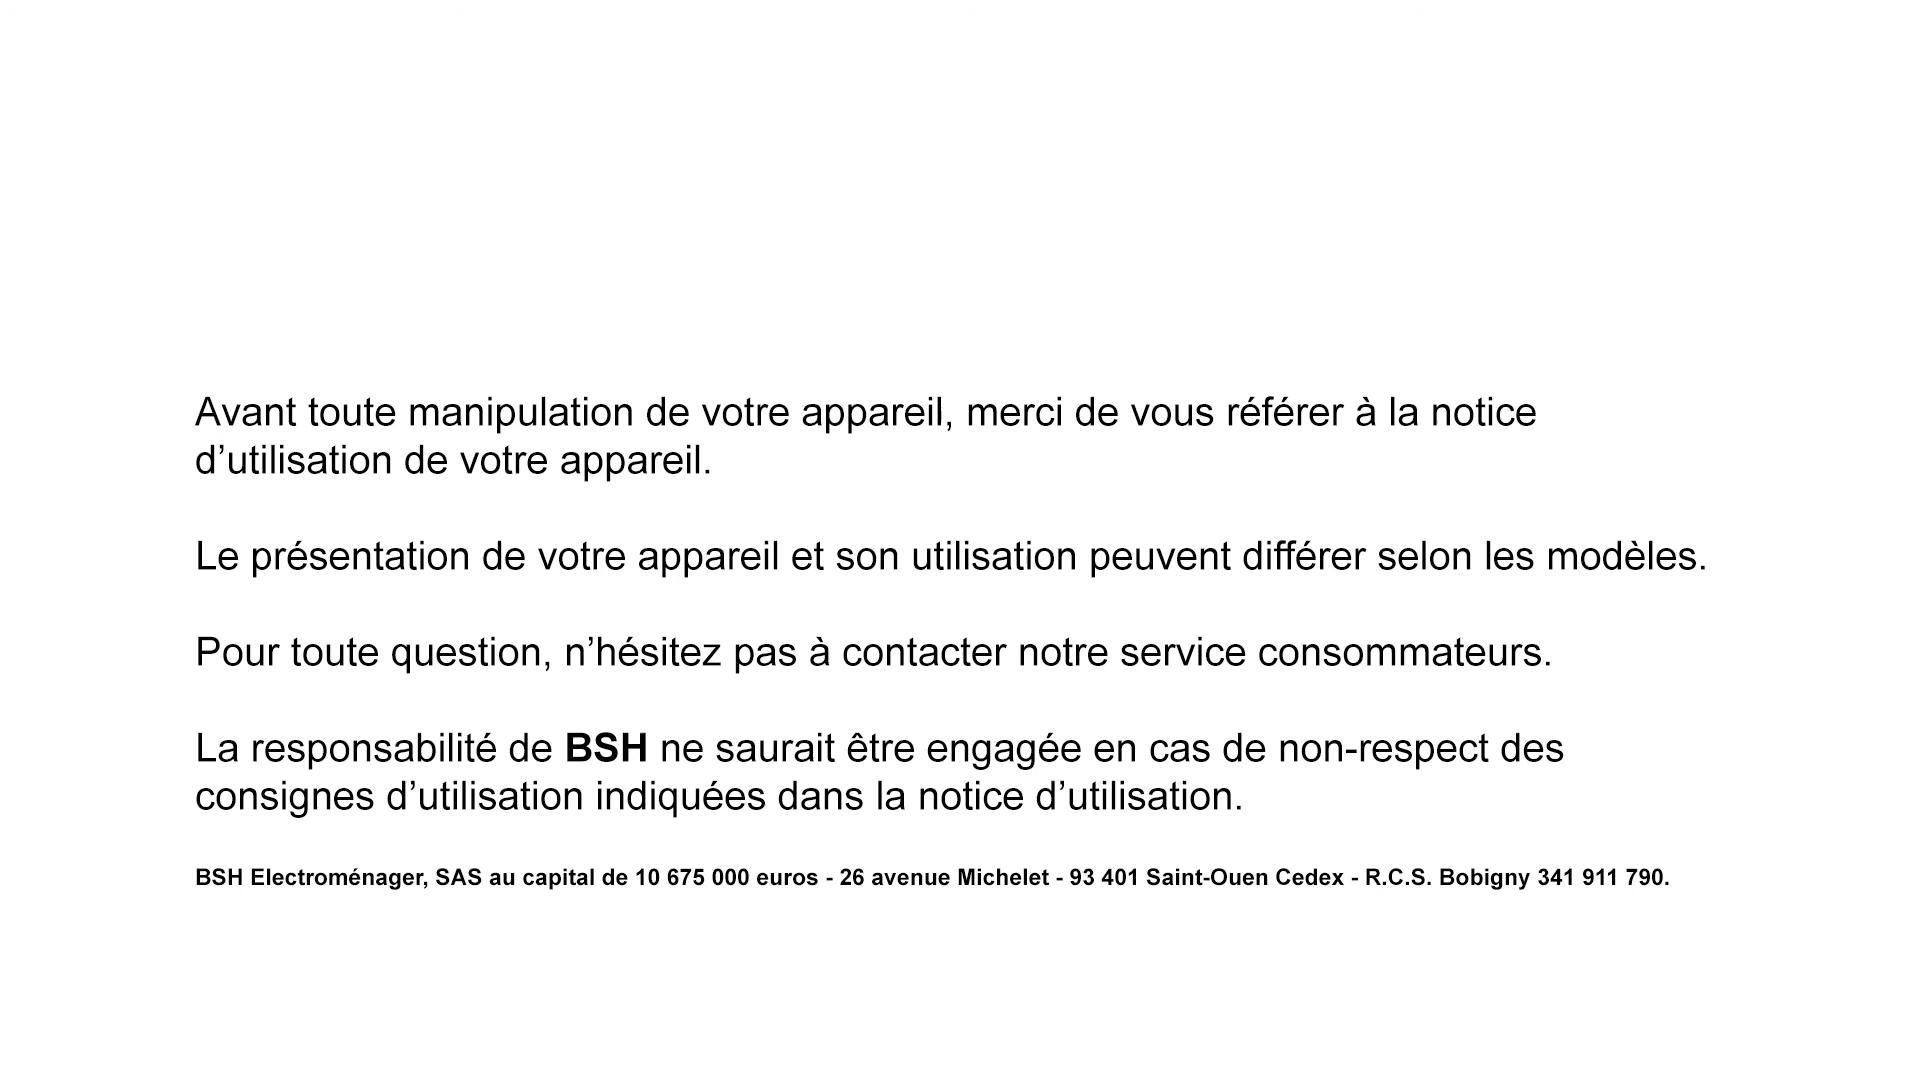 Avant toute manipulation de votre appareil, merci de vous référer à la notice
d’utilisation de votre appareil.
Le présentation de votre appareil et son utilisation peuvent différer selon les modèles.
Pour toute question, n’hésitez pas à contacter notre service consommateurs.
La responsabilité de BSH ne saurait être engagée en cas de non-respect des
consignes d’utilisation indiquées dans la notice d’utilisation.
BSH Electroménager, SAS au capital de 10 675 000 euros - 26 avenue Michelet - 93 401 Saint-Ouen Cedex - R.C.S. Bobigny 341 911 790.